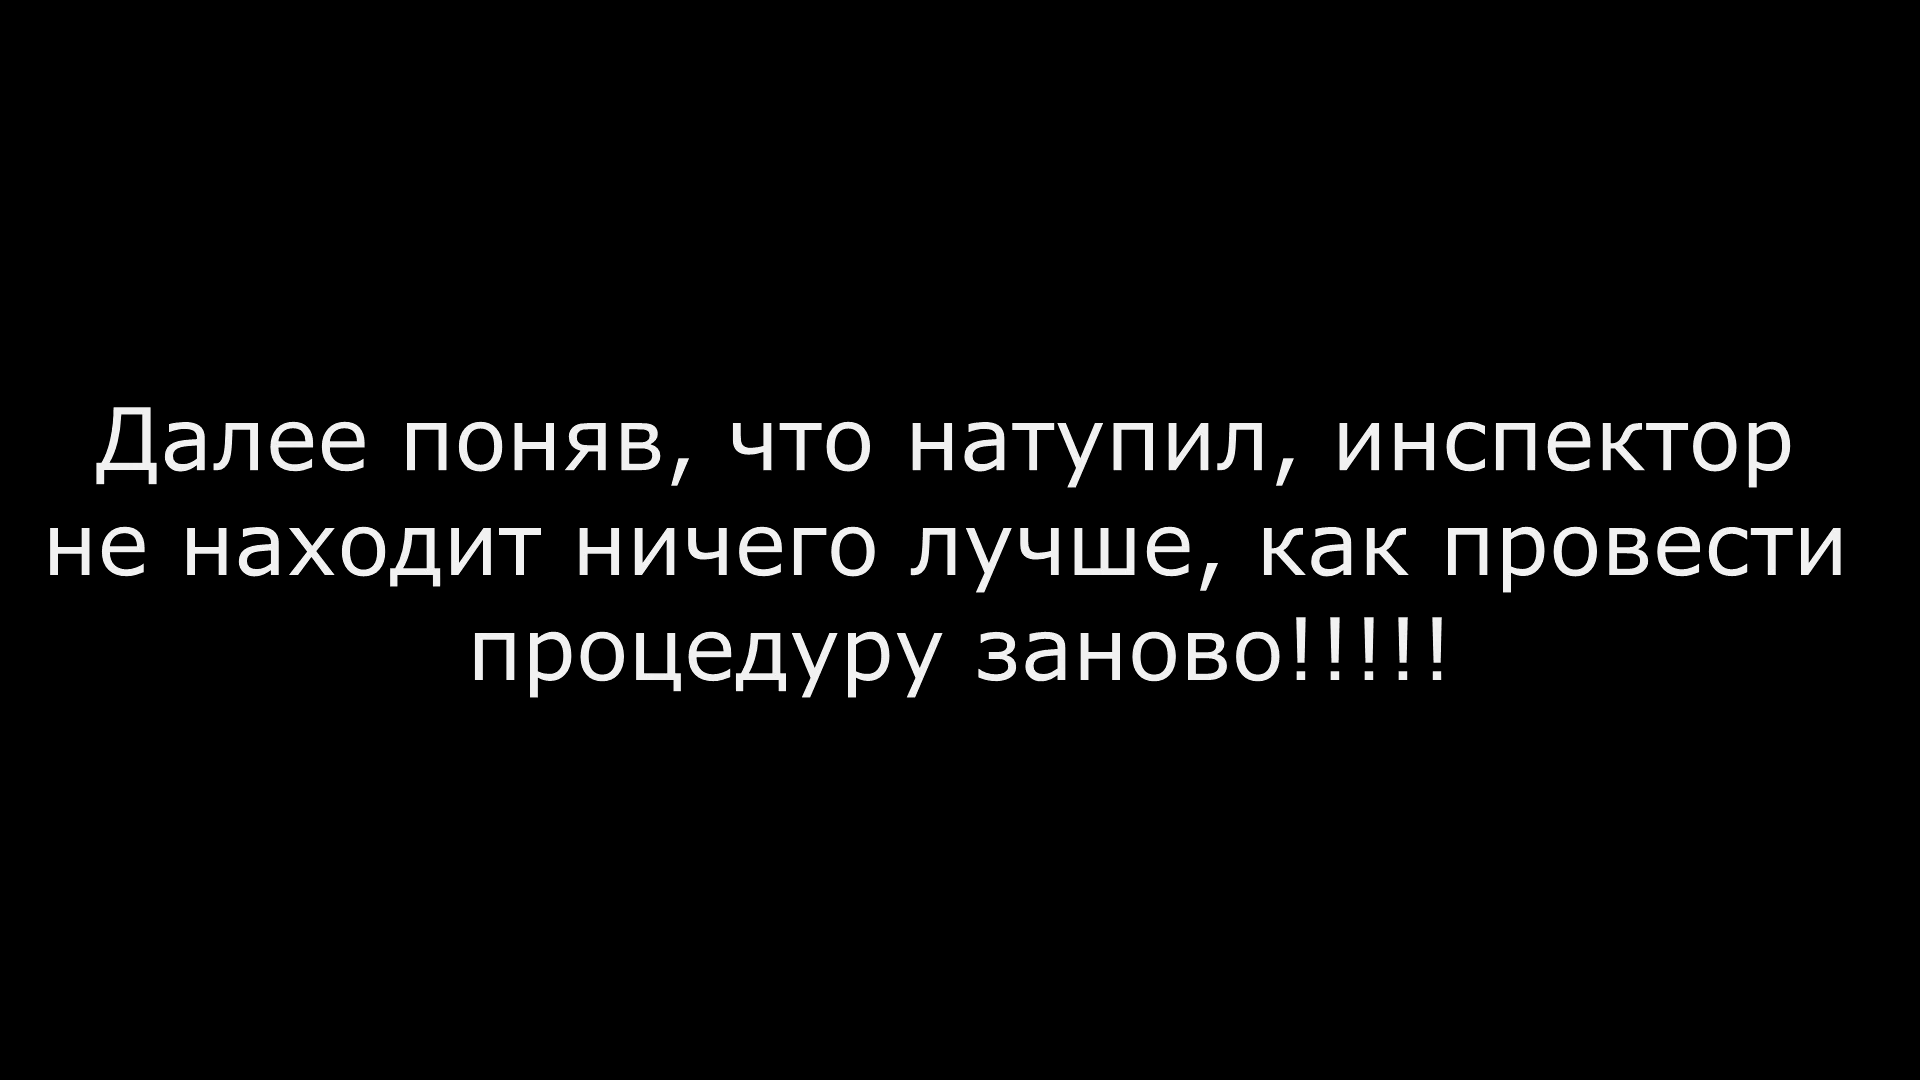 Далее поняв, что натупил, инспектор
не находит ничего лучше, как провести
процедуру заново!!!!!